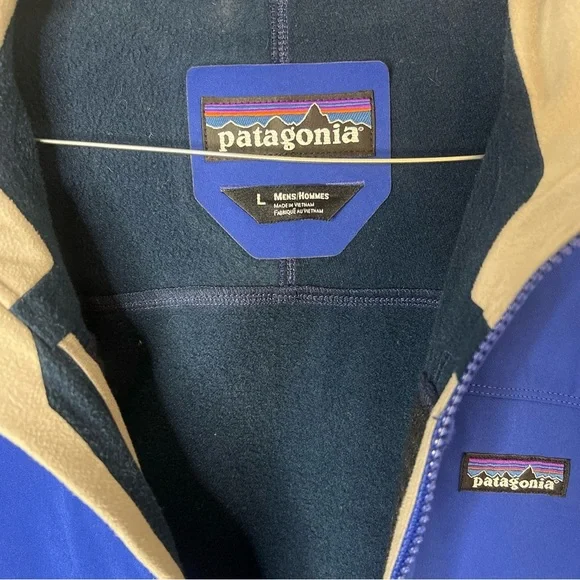 patagonia®
L MENS/HOMMES
MADE IN VIETNAM
FABRIQUÉ AU VIETNAM
patagonia®